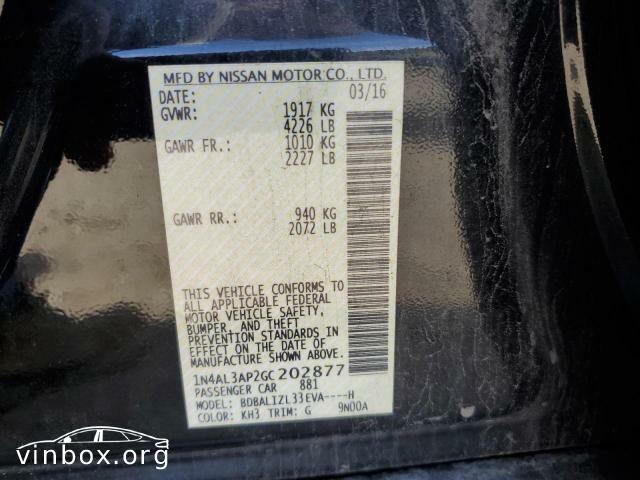 MFD BY NISSAN MOTOR CO., LTD.
DATE: 03/16
GVWR: 1917 KG
4226 LB
GAWR FR.: 1010 KG
2227 LB
GAWR RR.: 940 KG
2072 LB
THIS VEHICLE CONFORMS TO
ALL APPLICABLE FEDERAL
MOTOR VEHICLE SAFETY,
BUMPER, AND THEFT
PREVENTION STANDARDS IN
EFFECT ON THE DATE OF
MANUFACTURE SHOWN ABOVE.
1N4AL3AP2GC202877
PASSENGER CAR 881
MODEL: BDBALIZL33EVA----H
COLOR: KH3 TRIM: G 9N00A
vinbox.org